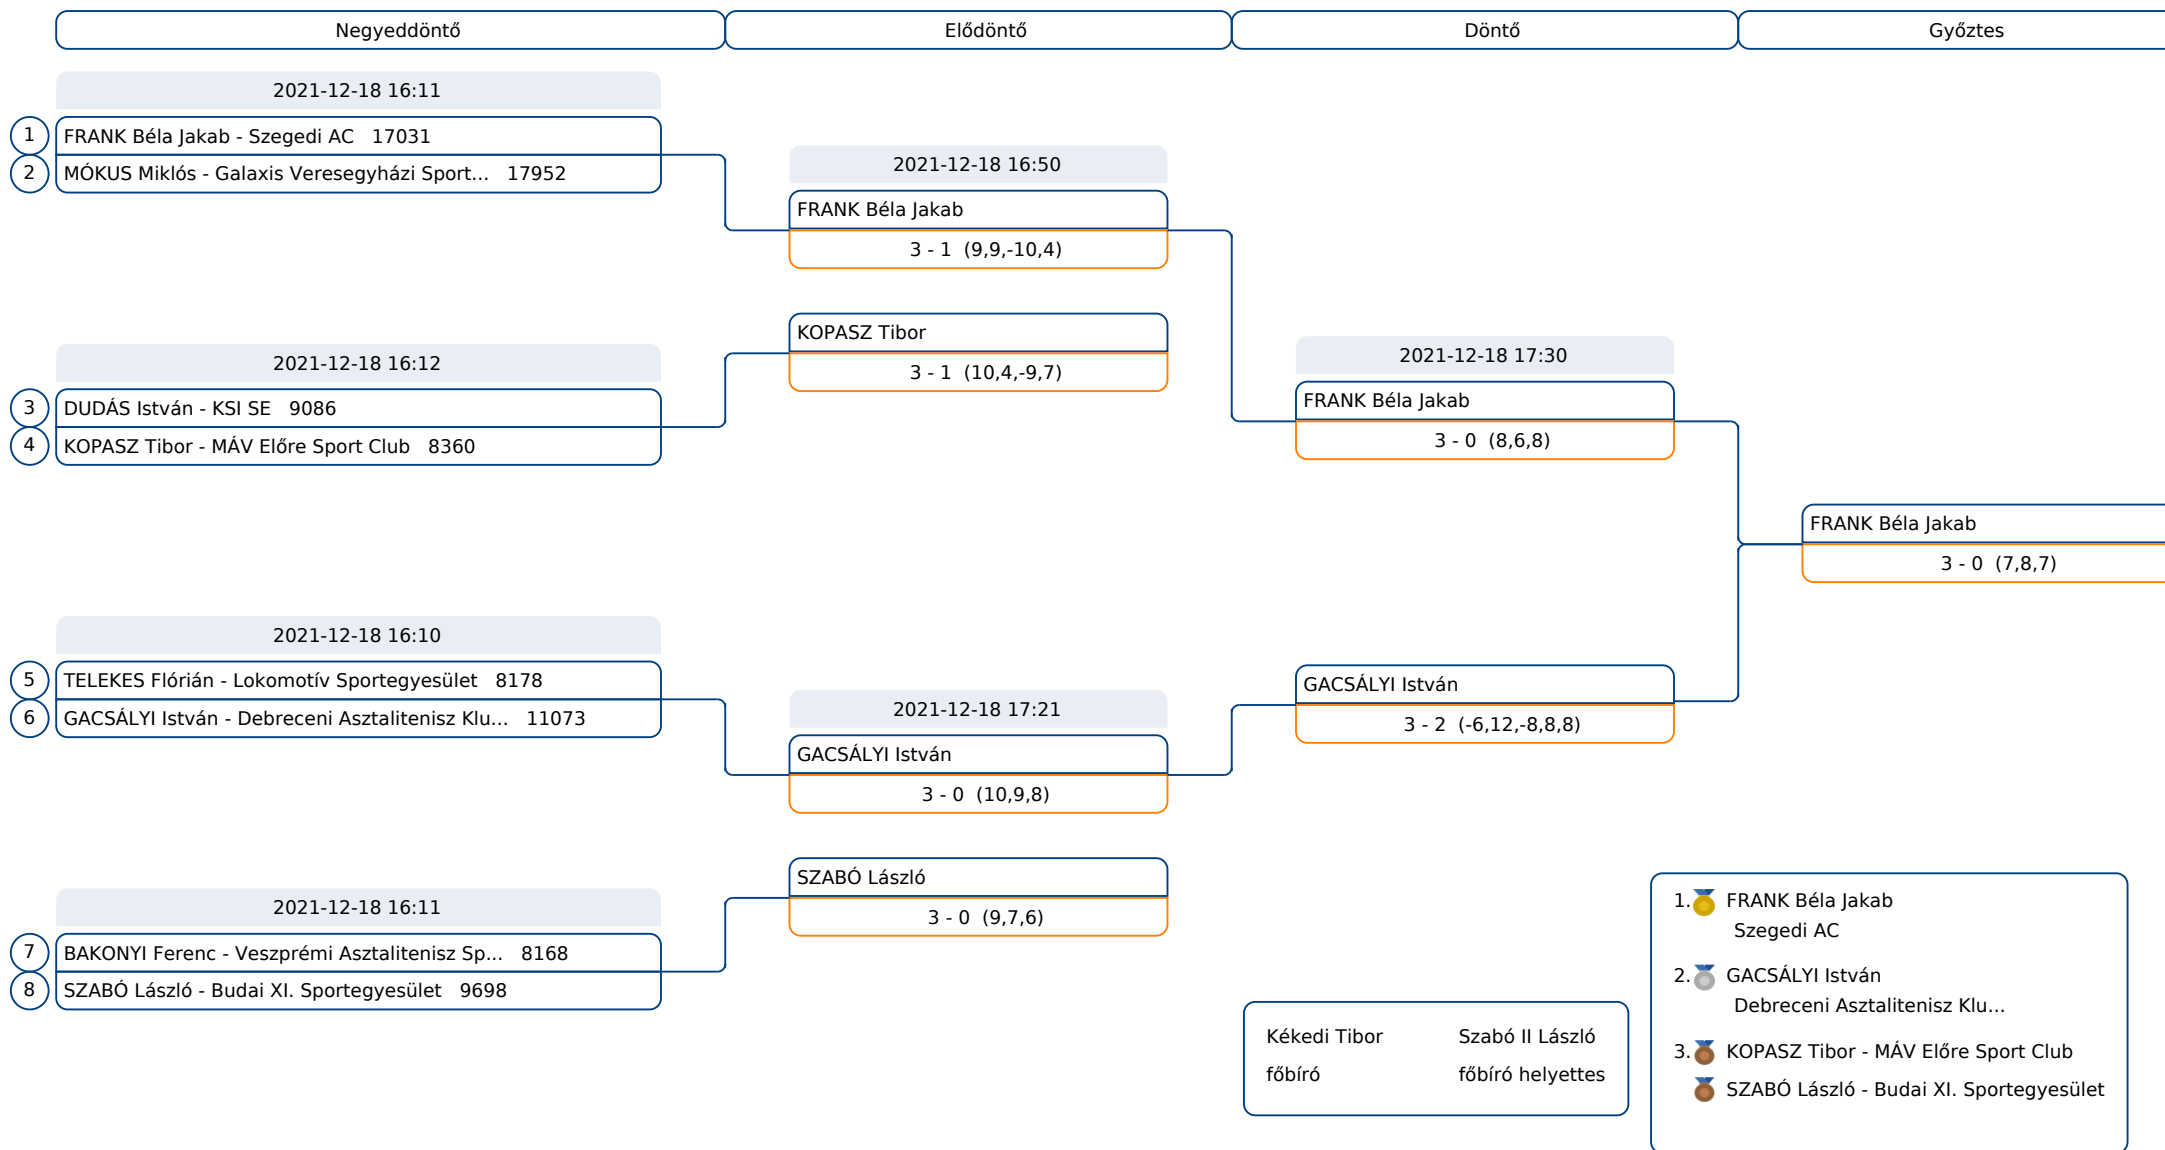 Negyeddöntő
Elődöntő
Döntő
Győztes
2021-12-18 16:11
1 FRANK Béla Jakab - Szegedi AC 17031
2 MÓKUS Miklós - Galaxis Veresegyházi Sport... 17952
2021-12-18 16:50
FRANK Béla Jakab
3 - 1 (9,9,-10,4)
KOPASZ Tibor
3 - 1 (10,4,-9,7)
2021-12-18 16:12
3 DUDÁS István - KSI SE 9086
4 KOPASZ Tibor - MÁV Előre Sport Club 8360
2021-12-18 17:30
FRANK Béla Jakab
3 - 0 (8,6,8)
FRANK Béla Jakab
3 - 0 (7,8,7)
2021-12-18 16:10
5 TELEKES Flórián - Lokomotív Sportegyesület 8178
6 GACSÁLYI István - Debreceni Asztalitenisz Klu... 11073
GACSÁLYI István
3 - 2 (-6,12,-8,8,8)
2021-12-18 17:21
GACSÁLYI István
3 - 0 (10,9,8)
SZABÓ László
3 - 0 (9,7,6)
2021-12-18 16:11
7 BAKONYI Ferenc - Veszprémi Asztalitenisz Sp... 8168
8 SZABÓ László - Budai XI. Sportegyesület 9698
Kékedi Tibor
főbíró
Szabó II László
főbíró helyettes
1. FRANK Béla Jakab
Szegedi AC
2. GACSÁLYI István
Debreceni Asztalitenisz Klu...
3. KOPASZ Tibor - MÁV Előre Sport Club
SZABÓ László - Budai XI. Sportegyesület